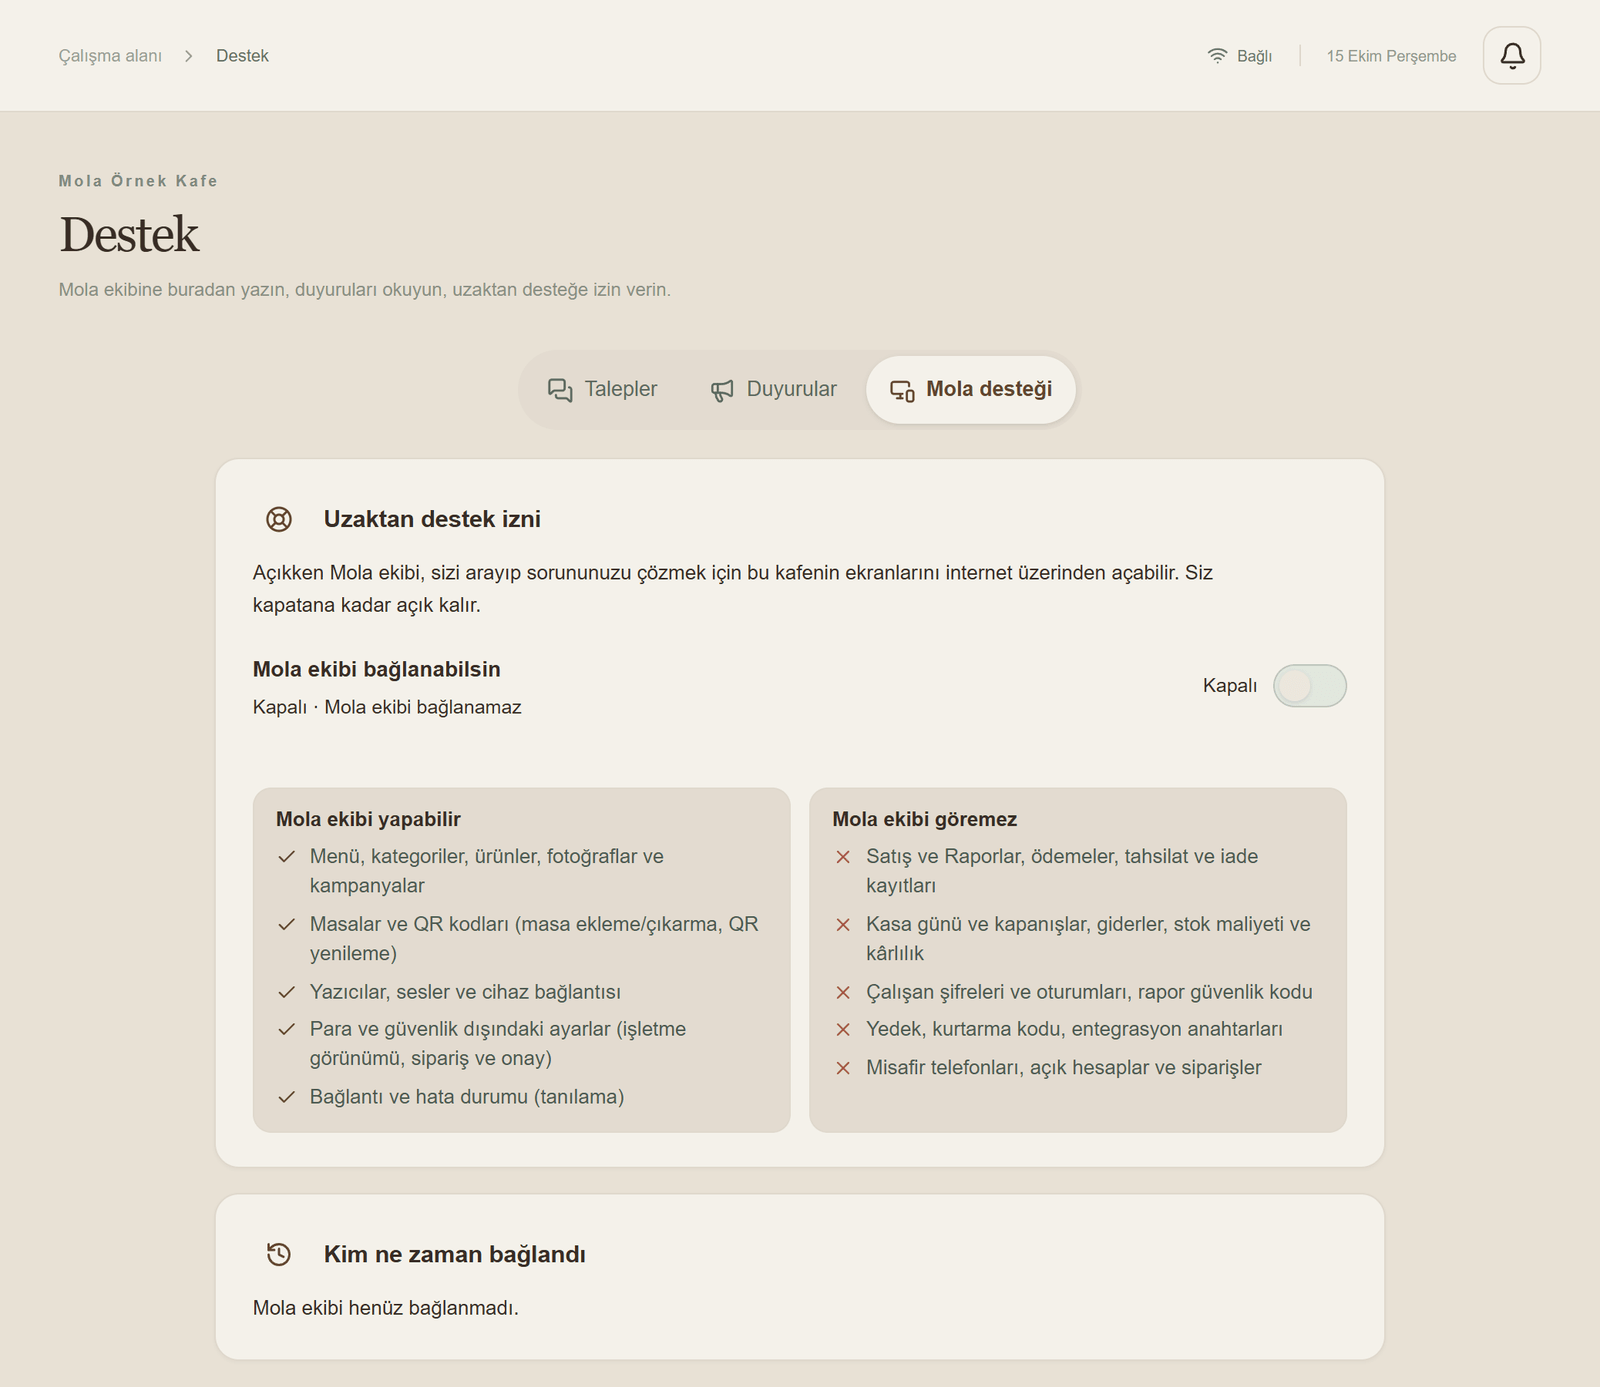 Çalışma alanı
Destek
Bağlı
15 Ekim Perşembe
Mola Örnek Kafe
Destek
Mola ekibine buradan yazın, duyuruları okuyun, uzaktan desteğe izin verin.
Talepler
Duyurular
Mola desteği
Uzaktan destek izni
Açıkken Mola ekibi, sizi arayıp sorununuzu çözmek için bu kafenin ekranlarını internet üzerinden açabilir. Siz
kapatana kadar açık kalır.
Mola ekibi bağlanabilsin
Kapalı · Mola ekibi bağlanamaz
Kapalı
Mola ekibi yapabilir
Menü, kategoriler, ürünler, fotoğraflar ve
kampanyalar
Masalar ve QR kodları (masa ekleme/çıkarma, QR
yenileme)
Yazıcılar, sesler ve cihaz bağlantısı
Para ve güvenlik dışındaki ayarlar (işletme
görünümü, sipariş ve onay)
Bağlantı ve hata durumu (tanılama)
Mola ekibi göremez
Satış ve Raporlar, ödemeler, tahsilat ve iade
kayıtları
Kasa günü ve kapanışlar, giderler, stok maliyeti ve
kârlılık
Çalışan şifreleri ve oturumları, rapor güvenlik kodu
Yedek, kurtarma kodu, entegrasyon anahtarları
Misafir telefonları, açık hesaplar ve siparişler
Kim ne zaman bağlandı
Mola ekibi henüz bağlanmadı.